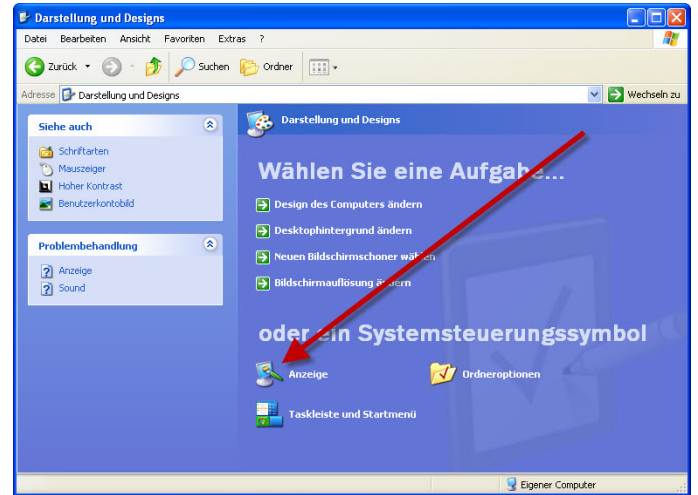 Darstellung und Designs
Datei Bearbeiten Ansicht Favoriten Extras ?
Zurück Suchen Ordner
Adresse Darstellung und Designs Wechseln zu
Siehe auch
Schriftarten
Mauszeiger
Hoher Kontrast
Benutzerkontobild
Problembehandlung
Anzeige
Sound
Darstellung und Designs
Wählen Sie eine Aufgabe...
Design des Computers ändern
Desktophintergrund ändern
Neuen Bildschirmschoner wählen
Bildschirmauflösung ändern
oder ein Systemsteuerungssymbol
Anzeige Ordneroptionen
Taskleiste und Startmenü
Eigener Computer